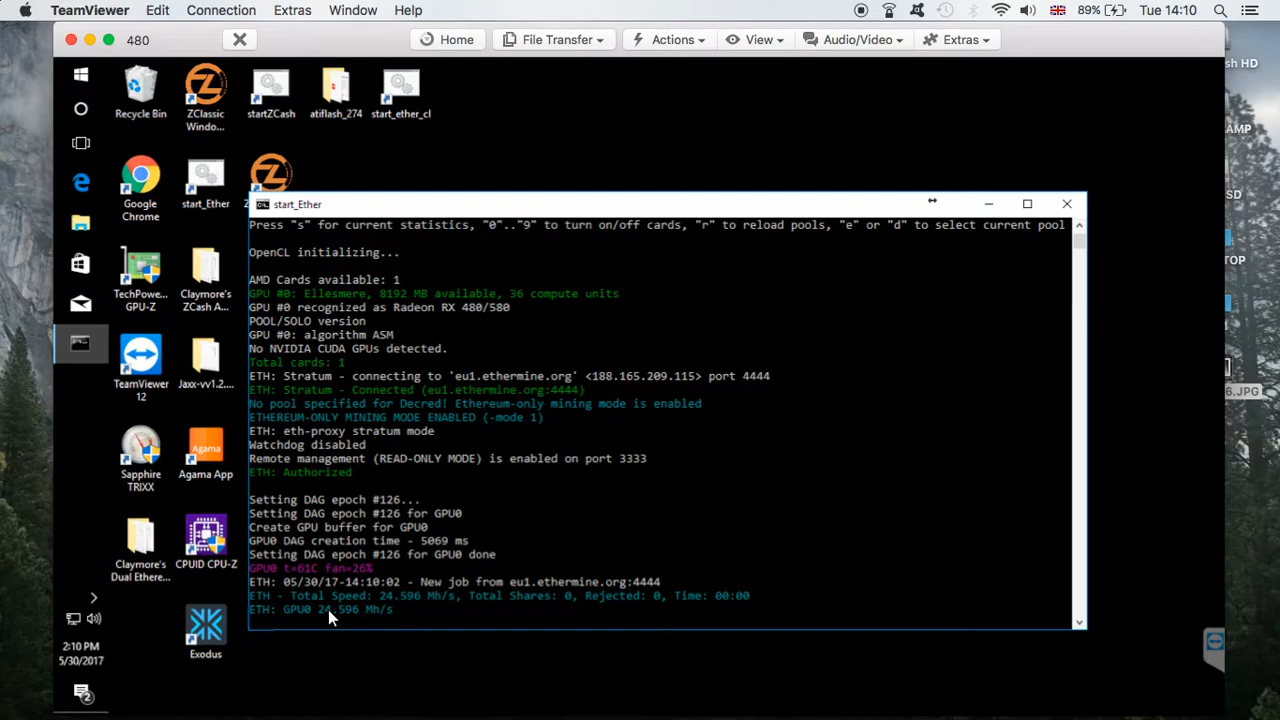 TeamViewer Edit Connection Extras Window Help 89% Tue 14:10
480 Home File Transfer Actions View Audio/Video Extras
sh HD
Recycle Bin
ZClassic Windo...
startZCash
atiflash_274
start_ether_cl
AMP
Google Chrome
start_Ether
SD
start_Ether
Press "s" for current statistics, "0".."9" to turn on/off cards, "r" to reload pools, "e" or "d" to select current pool
OpenCL initializing...
AMD Cards available: 1
GPU #0: Ellesmere, 8192 MB available, 36 compute units
GPU #0 recognized as Radeon RX 480/580
POOL/SOLO version
GPU #0: algorithm ASM
No NVIDIA CUDA GPUs detected.
Total cards: 1
ETH: Stratum - connecting to 'eu1.ethermine.org' <188.165.209.115> port 4444
ETH: Stratum - Connected (eu1.ethermine.org:4444)
No pool specified for Decred! Ethereum-only mining mode is enabled
ETHEREUM-ONLY MINING MODE ENABLED (-mode 1)
ETH: eth-proxy stratum mode
Watchdog disabled
Remote management (READ-ONLY MODE) is enabled on port 3333
ETH: Authorized
Setting DAG epoch #126...
Setting DAG epoch #126 for GPU0
Create GPU buffer for GPU0
GPU0 DAG creation time - 5069 ms
Setting DAG epoch #126 for GPU0 done
GPU0 t=61C fan=26%
ETH: 05/30/17-14:10:02 - New job from eu1.ethermine.org:4444
ETH - Total Speed: 24.596 Mh/s, Total Shares: 0, Rejected: 0, Time: 00:00
ETH: GPU0 24.596 Mh/s
TOP
TechPowe... GPU-Z
Claymore's ZCash A...
TeamViewer 12
Jaxx-vv1.2....
6.JPG
Sapphire TRIXX
Agama App
Claymore's Dual Ethere...
CPUID CPU-Z
Exodus
2:10 PM
5/30/2017
2